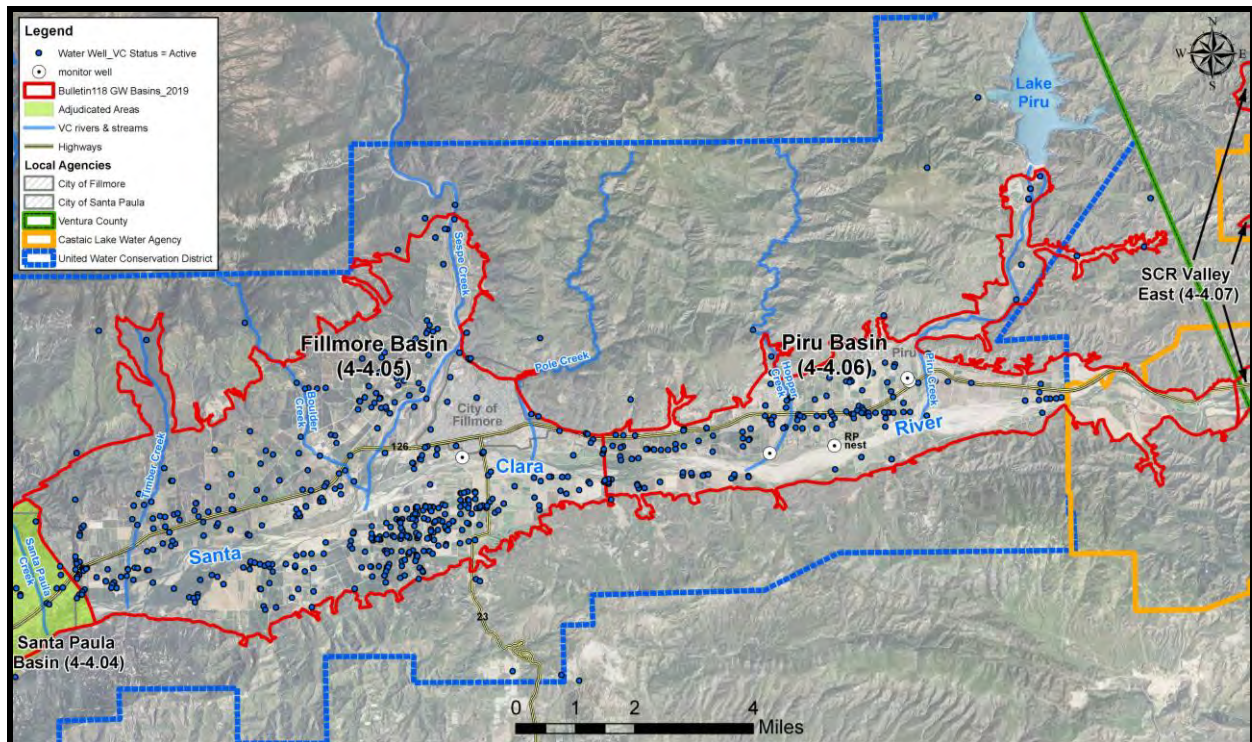 Legend
Water Well_VC Status = Active
monitor well
Bulletin118 GW Basins_2019
Adjudicated Areas
VC rivers & streams
Highways
Local Agencies
City of Fillmore
City of Santa Paula
Ventura County
Castaic Lake Water Agency
United Water Conservation District
N
W E
S
Lake
Piru
Sespe Creek
SCR Valley
East (4-4.07)
Fillmore Basin
(4-4.05)
Piru Basin
(4-4.06)
Piru
Pole Creek
Hopper
Creek
Piru Creek
Boulder
Creek
City of
Fillmore
River
RP
nest
126
Clara
Timber Creek
Santa
Santa Paula
Creek
23
Santa Paula
Basin (4-4.04)
0 1 2 4
Miles